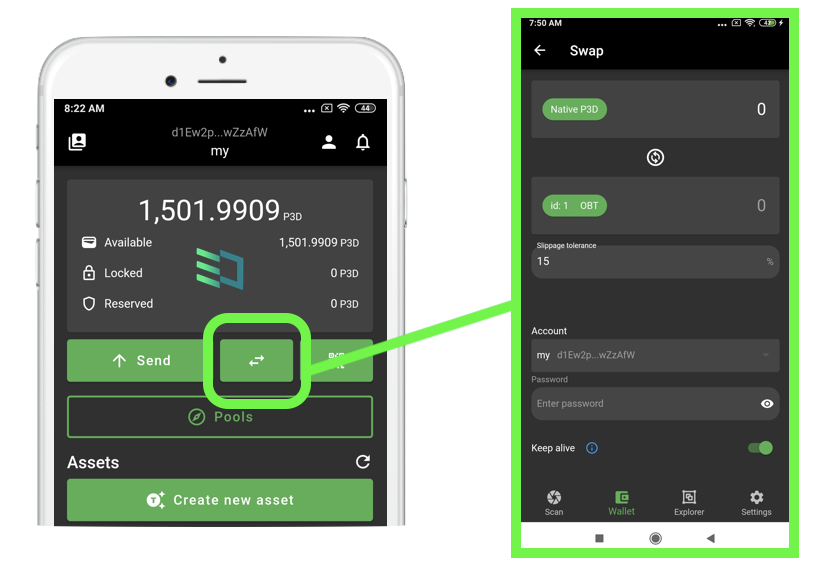 8:22 AM
44
d1Ew2p...wZzAfW
my
1,501.9909 P3D
Available 1,501.9909 P3D
Locked 0 P3D
Reserved 0 P3D
Send
Pools
Assets
Create new asset
7:50 AM
Swap
Native P3D 0
id: 1 OBT 0
Slippage tolerance
15 %
Account
my d1Ew2p...wZzAfW
Password
Enter password
Keep alive
Scan Wallet Explorer Settings